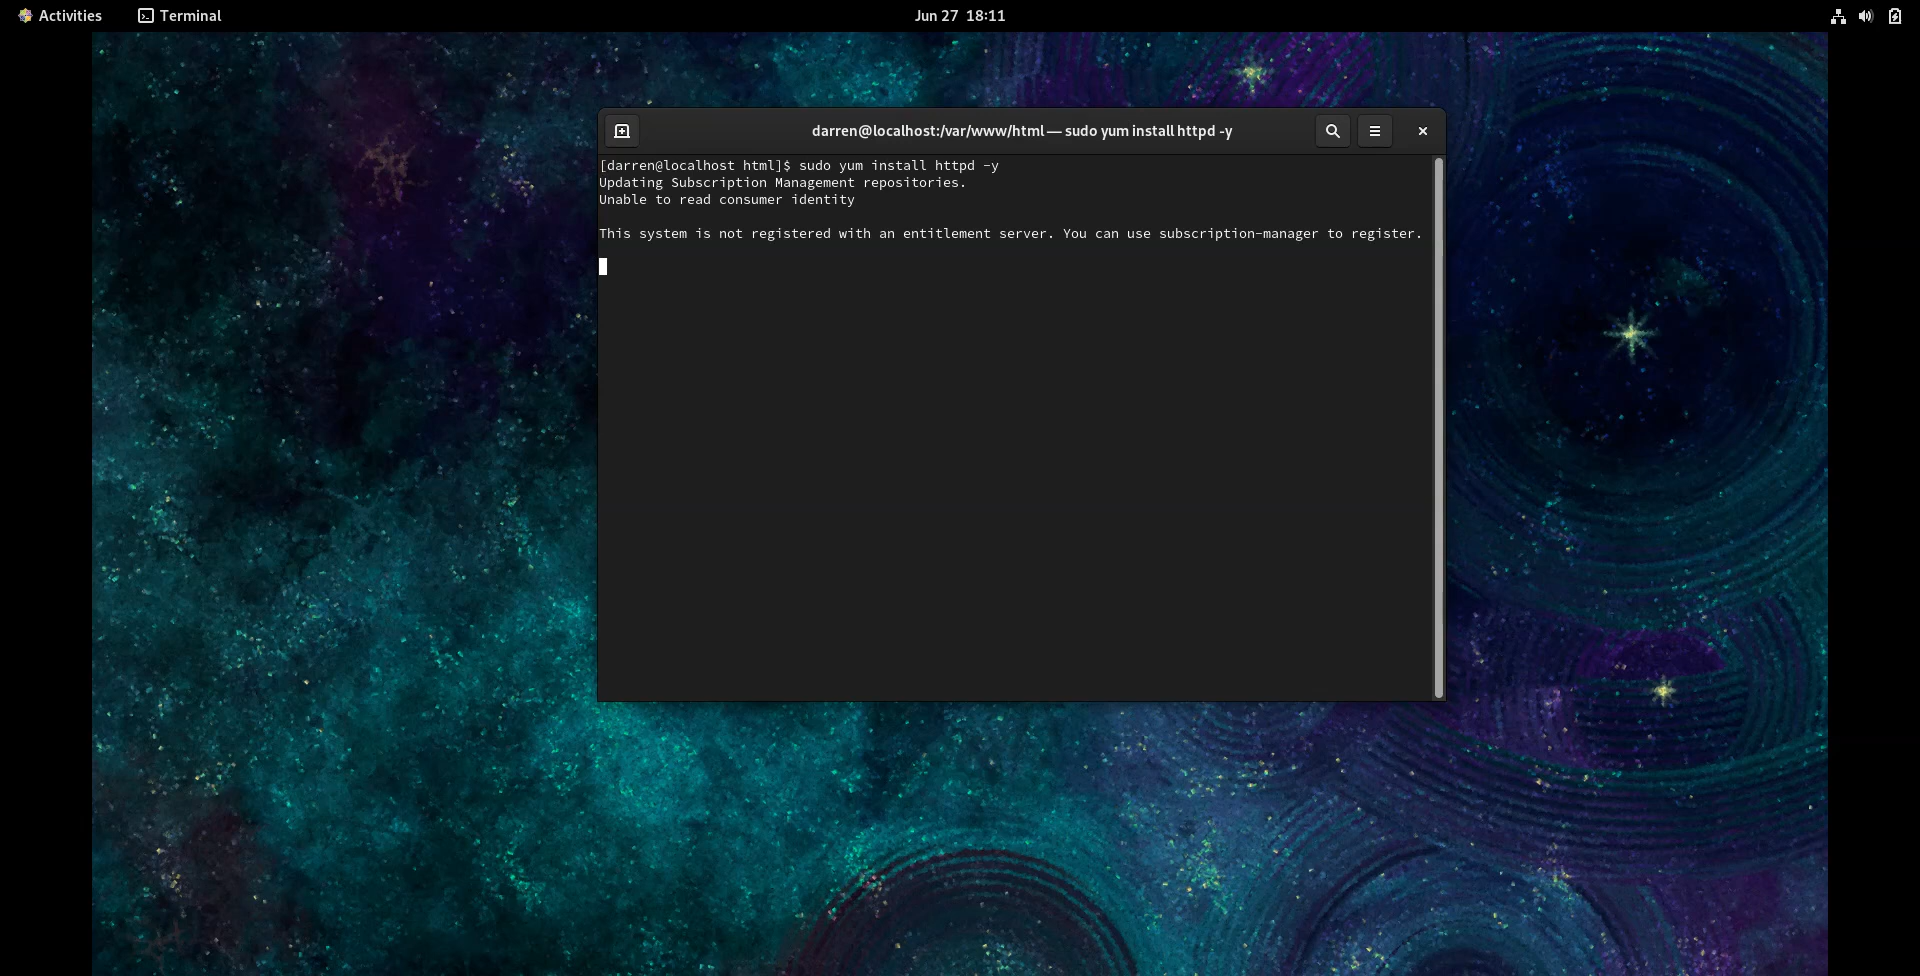 Activities
Terminal
Jun 27 18:11
darren@localhost:/var/www/html — sudo yum install httpd -y
[darren@localhost html]$ sudo yum install httpd -y
Updating Subscription Management repositories.
Unable to read consumer identity
This system is not registered with an entitlement server. You can use subscription-manager to register.